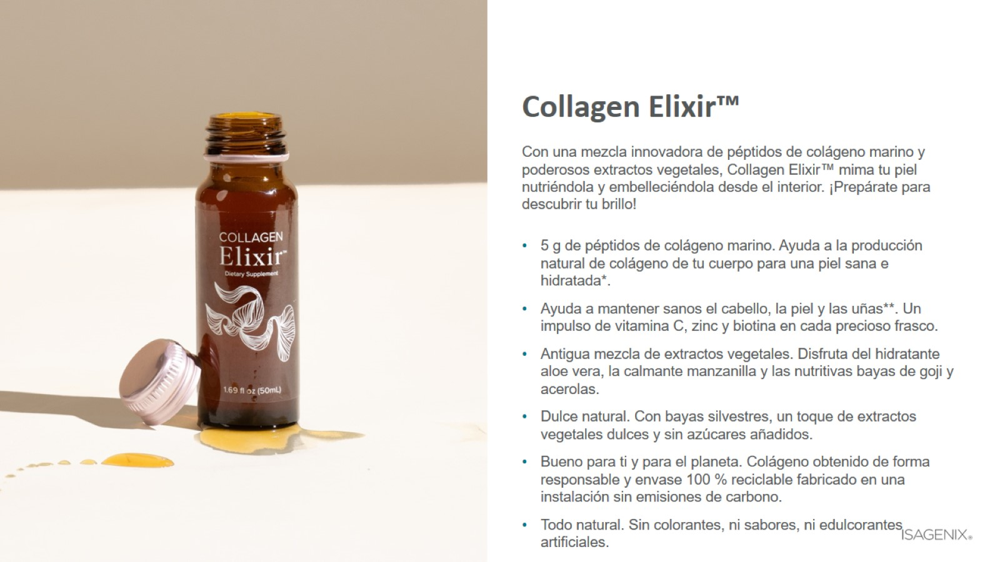 COLLAGEN
Elixir™
Dietary Supplement
1.69 fl oz (50mL)
Collagen Elixir™
Con una mezcla innovadora de péptidos de colágeno marino y
poderosos extractos vegetales, Collagen Elixir™ mima tu piel
nutriéndola y embelleciéndola desde el interior. ¡Prepárate para
descubrir tu brillo!
• 5 g de péptidos de colágeno marino. Ayuda a la producción
natural de colágeno de tu cuerpo para una piel sana e
hidratada*.
• Ayuda a mantener sanos el cabello, la piel y las uñas**. Un
impulso de vitamina C, zinc y biotina en cada precioso frasco.
• Antigua mezcla de extractos vegetales. Disfruta del hidratante
aloe vera, la calmante manzanilla y las nutritivas bayas de goji y
acerolas.
• Dulce natural. Con bayas silvestres, un toque de extractos
vegetales dulces y sin azúcares añadidos.
• Bueno para ti y para el planeta. Colágeno obtenido de forma
responsable y envase 100 % reciclable fabricado en una
instalación sin emisiones de carbono.
• Todo natural. Sin colorantes, ni sabores, ni edulcorantes
artificiales.
ISAGENIX®